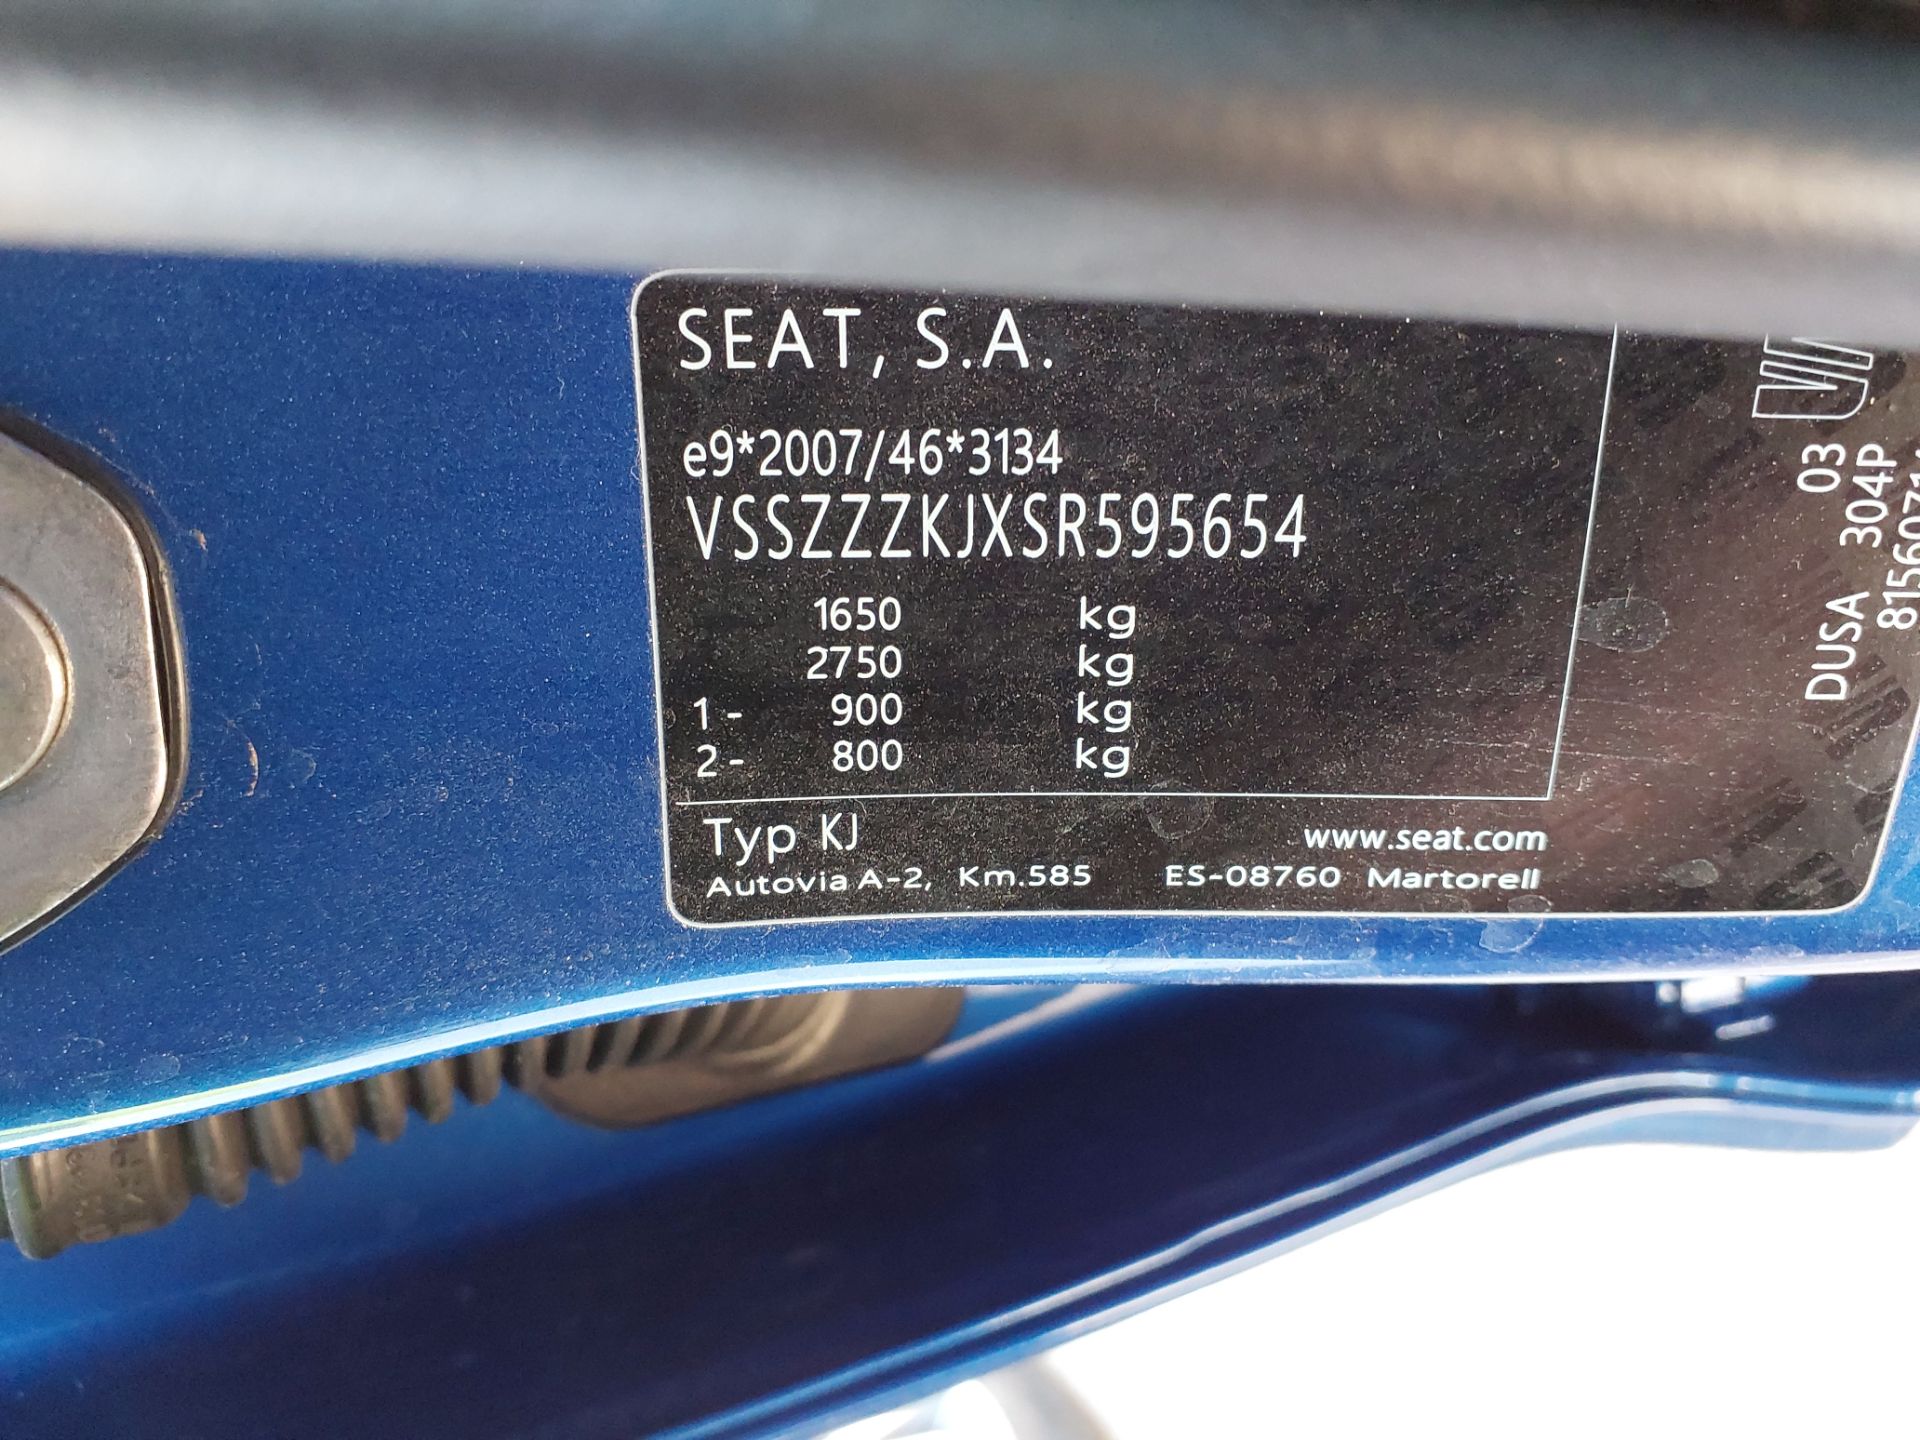 SEAT, S.A.
e9*2007/46*3134
VSSZZZKJXSR595654
1650 kg
2750 kg
1- 900 kg
2- 800 kg
Typ KJ www.seat.com
Autovia A-2, Km.585 ES-08760 Martorell
DUSA 03
304P